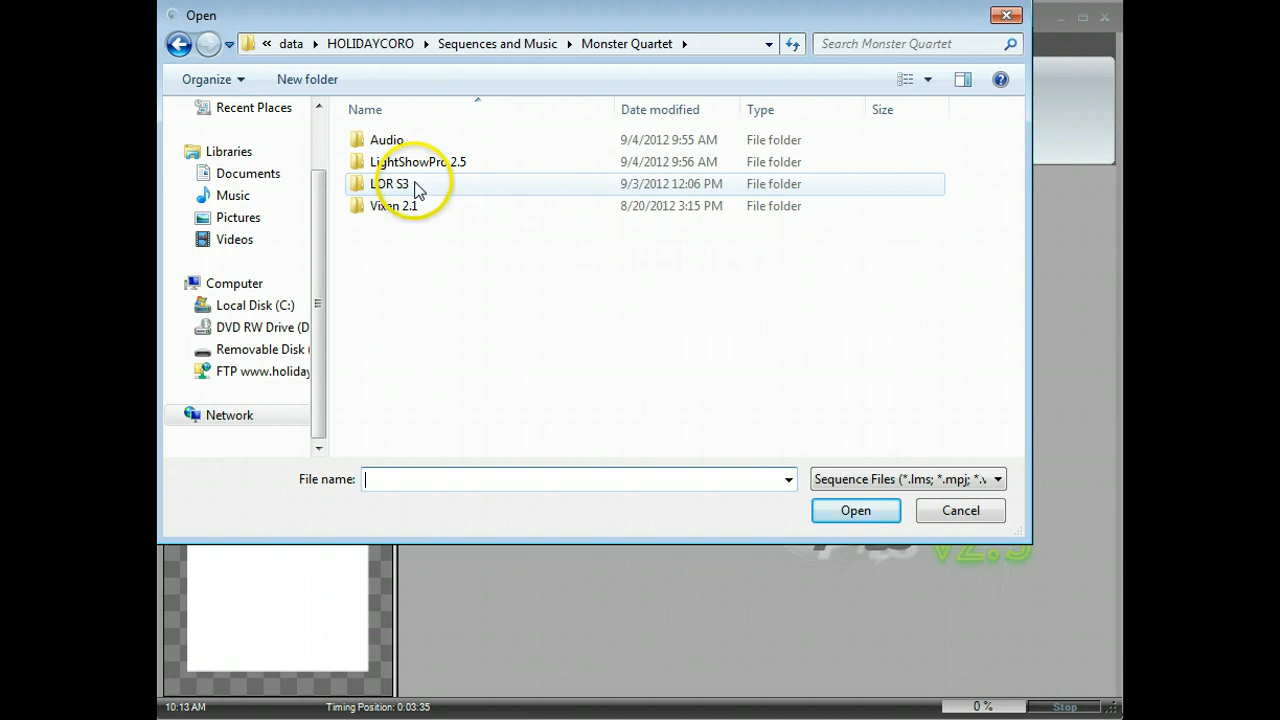 Open
« data HOLIDAYCORO Sequences and Music Monster Quartet Search Monster Quartet
Organize New folder
Recent Places
Libraries
Documents
Music
Pictures
Videos
Computer
Local Disk (C:)
DVD RW Drive (D
Removable Disk (
FTP www.holiday
Network
Name Date modified Type Size
Audio 9/4/2012 9:55 AM File folder
LightShowPro 2.5 9/4/2012 9:56 AM File folder
LOR S3 9/3/2012 12:06 PM File folder
Vixen 2.1 8/20/2012 3:15 PM File folder
File name: Sequence Files (*.lms; *.mpj; *.v
Open Cancel
v2.5
10:13 AM Timing Position: 0:03:35 0 % Stop